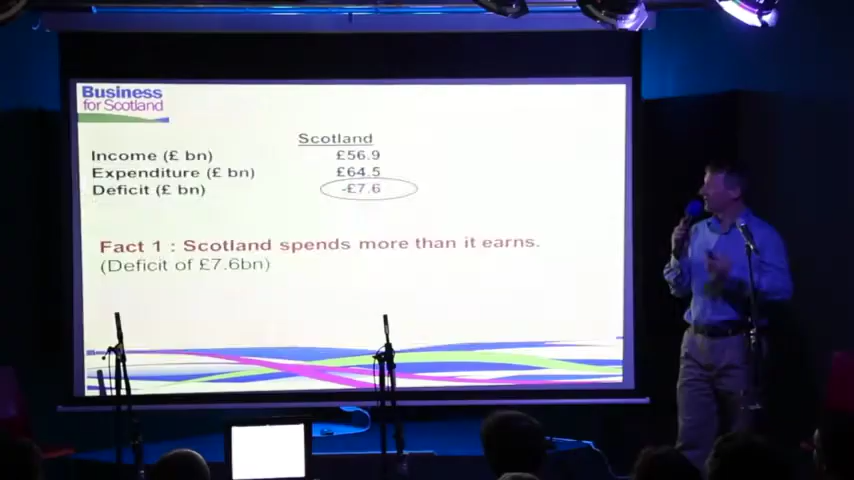 Business
for Scotland
Scotland
Income (£ bn) £56.9
Expenditure (£ bn) £64.5
Deficit (£ bn) -£7.6
Fact 1 : Scotland spends more than it earns.
(Deficit of £7.6bn)